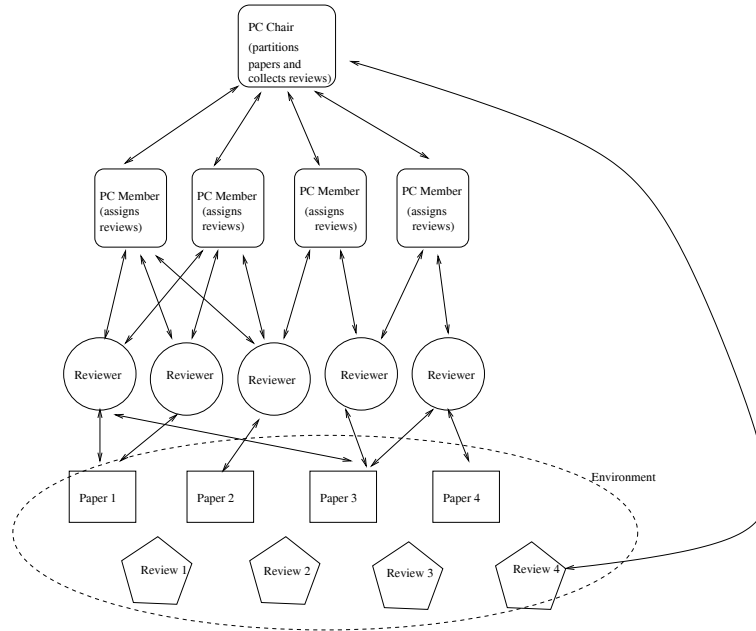 PC Chair
(partitions
papers and
collects reviews)
PC Member
(assigns
reviews)
PC Member
(assigns
reviews)
PC Member
(assigns
reviews)
PC Member
(assigns
reviews)
Reviewer
Reviewer
Reviewer
Reviewer
Reviewer
Environment
Paper 1
Paper 2
Paper 3
Paper 4
Review 1
Review 2
Review 3
Review 4